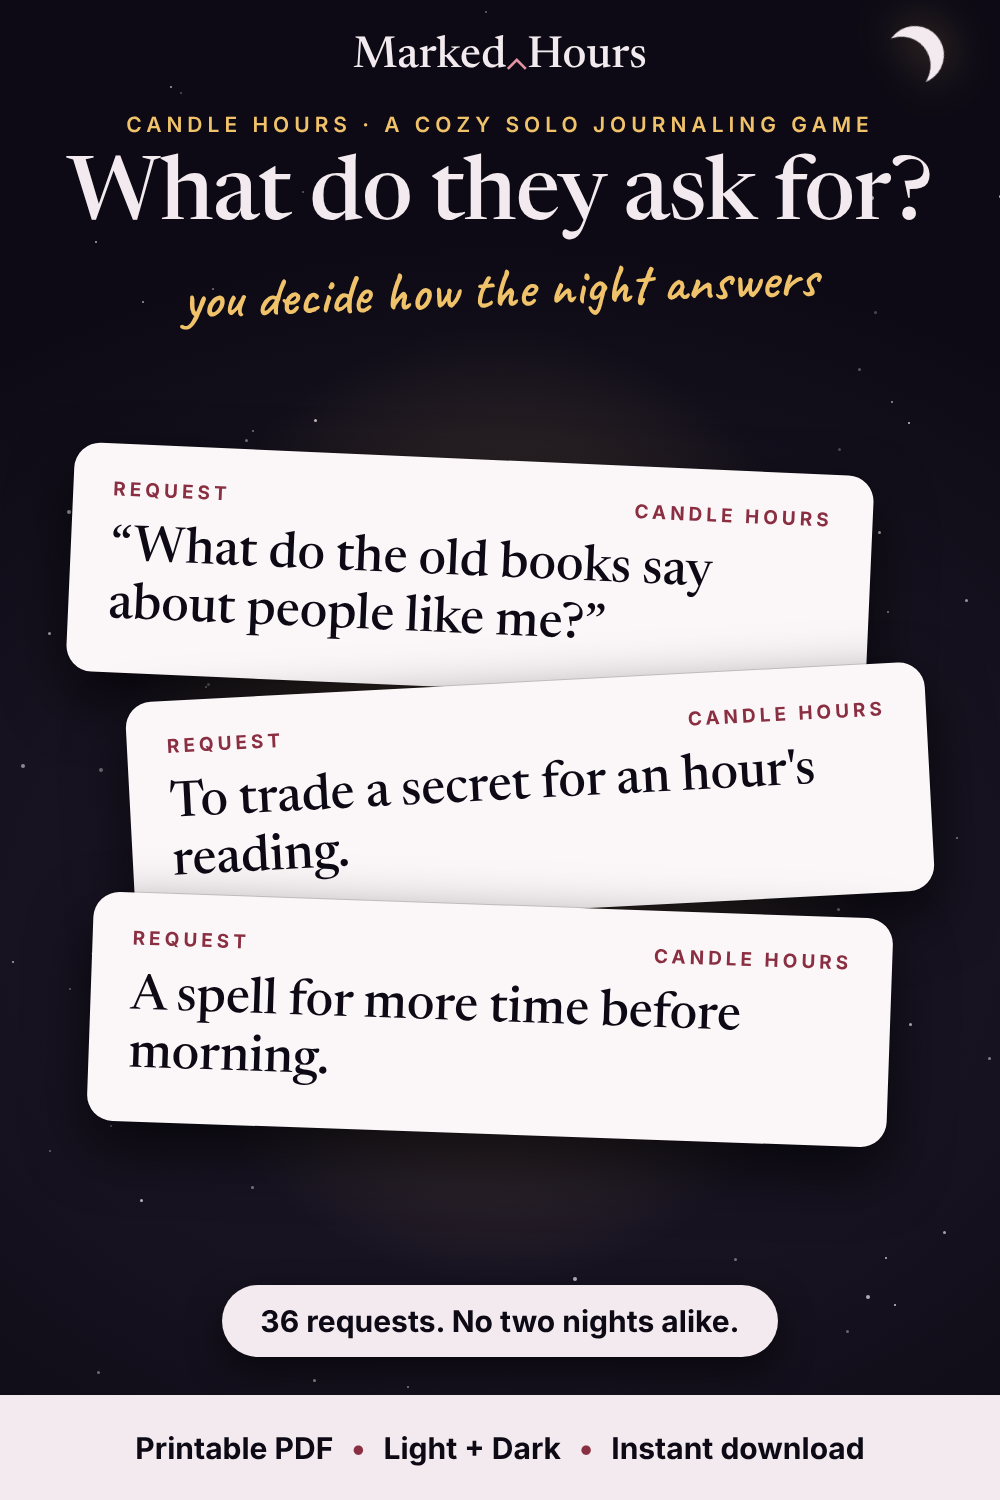 Marked‸Hours
CANDLE HOURS · A COZY SOLO JOURNALING GAME
What do they ask for?
you decide how the night answers
REQUEST
CANDLE HOURS
“What do the old books say
about people like me?”
REQUEST
CANDLE HOURS
To trade a secret for an hour's
reading.
REQUEST
CANDLE HOURS
A spell for more time before
morning.
36 requests. No two nights alike.
Printable PDF • Light + Dark • Instant download